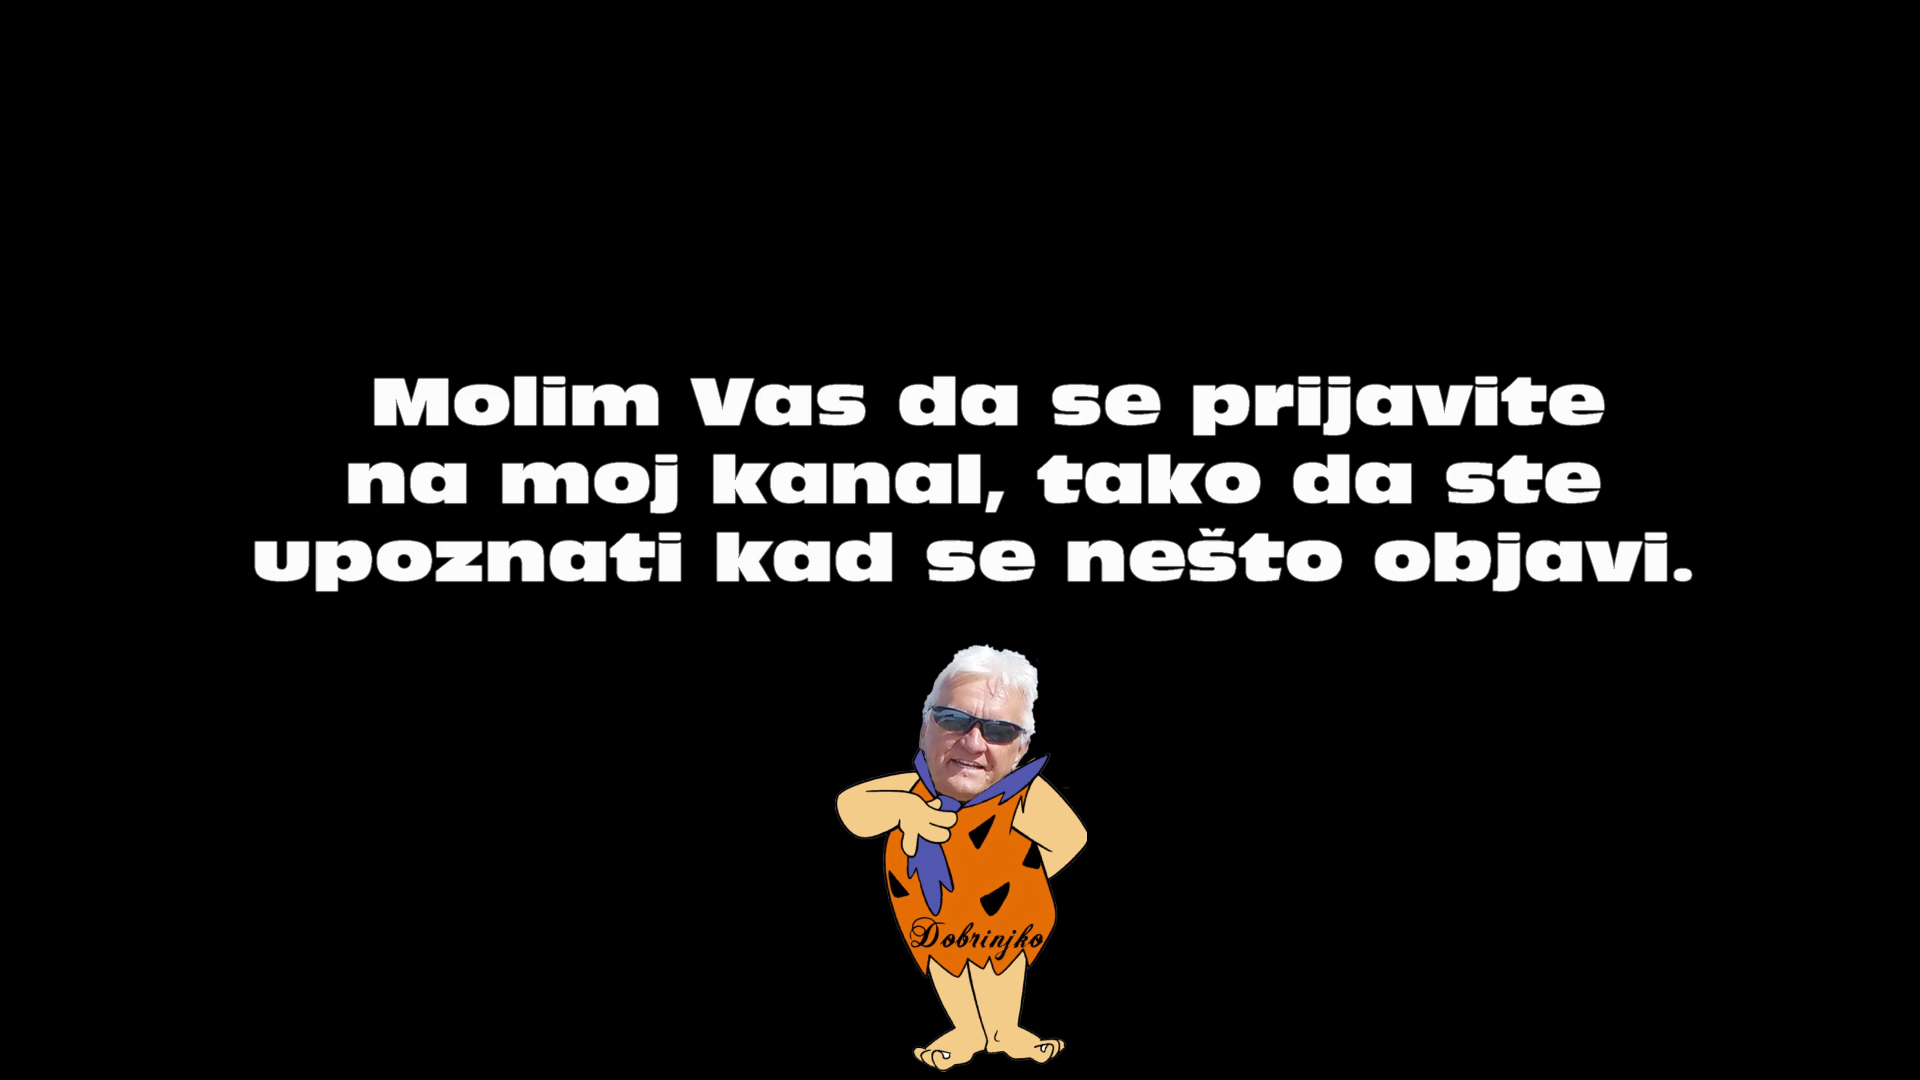 Molim Vas da se prijavite
na moj kanal, tako da ste
upoznati kad se nešto objavi.
Dobrinjko